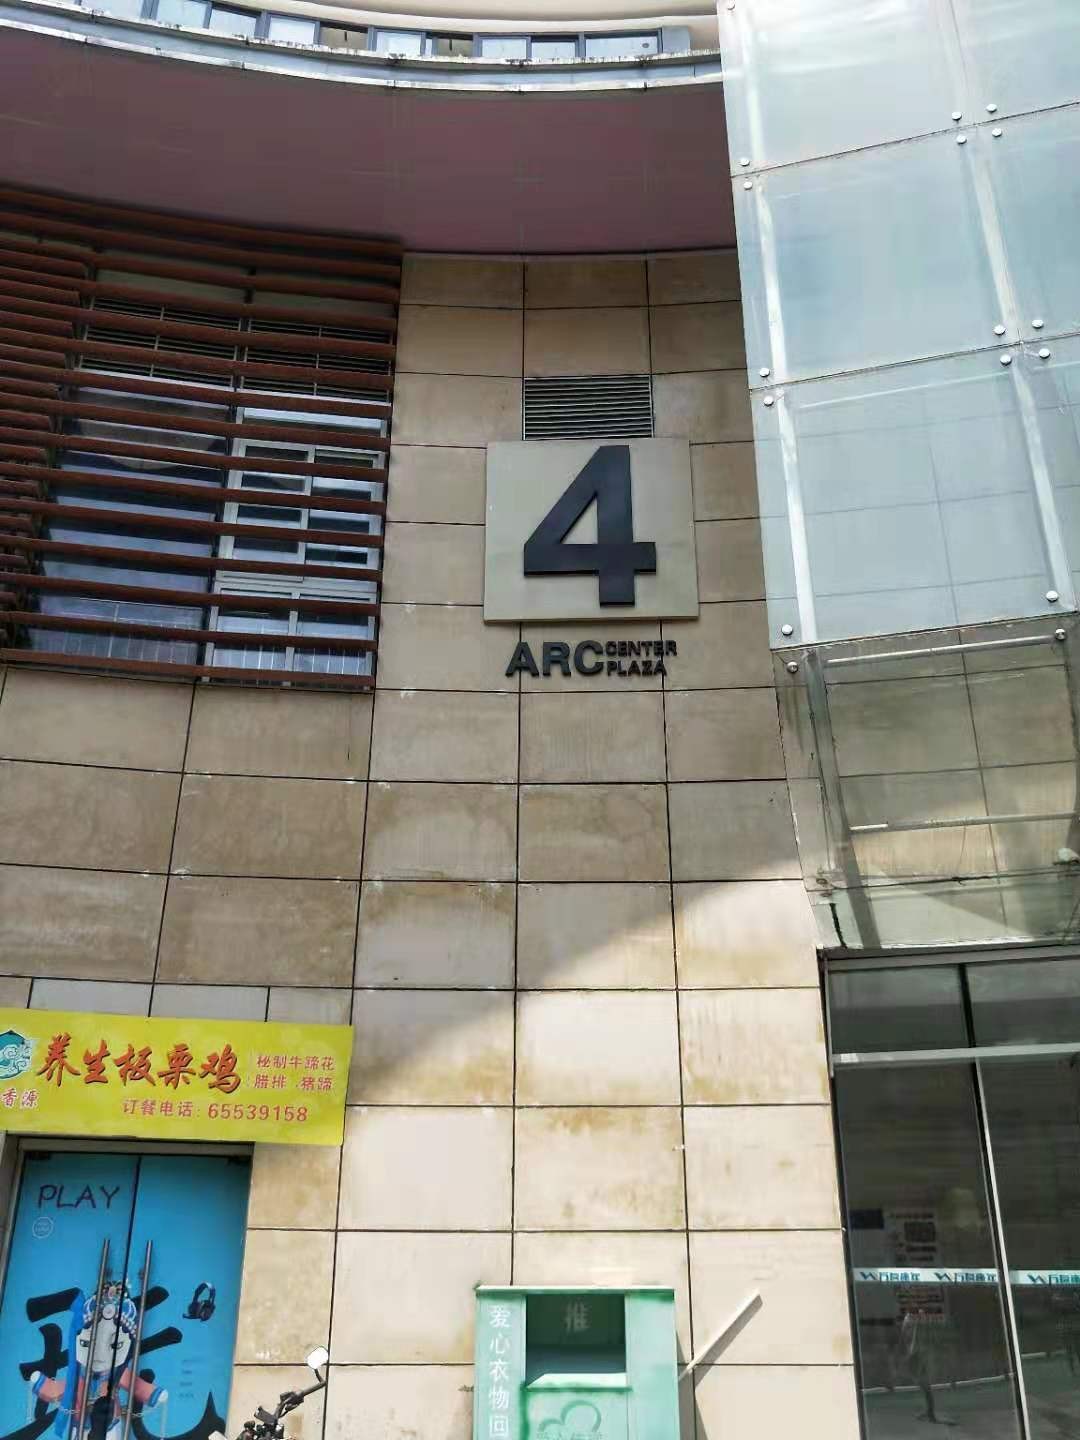 4
ARC CENTER
PLAZA
养生板栗鸡
秘制牛蹄花
腊排 猪蹄
香源
订餐电话:65539158
PLAY
玩
推
爱心衣物回